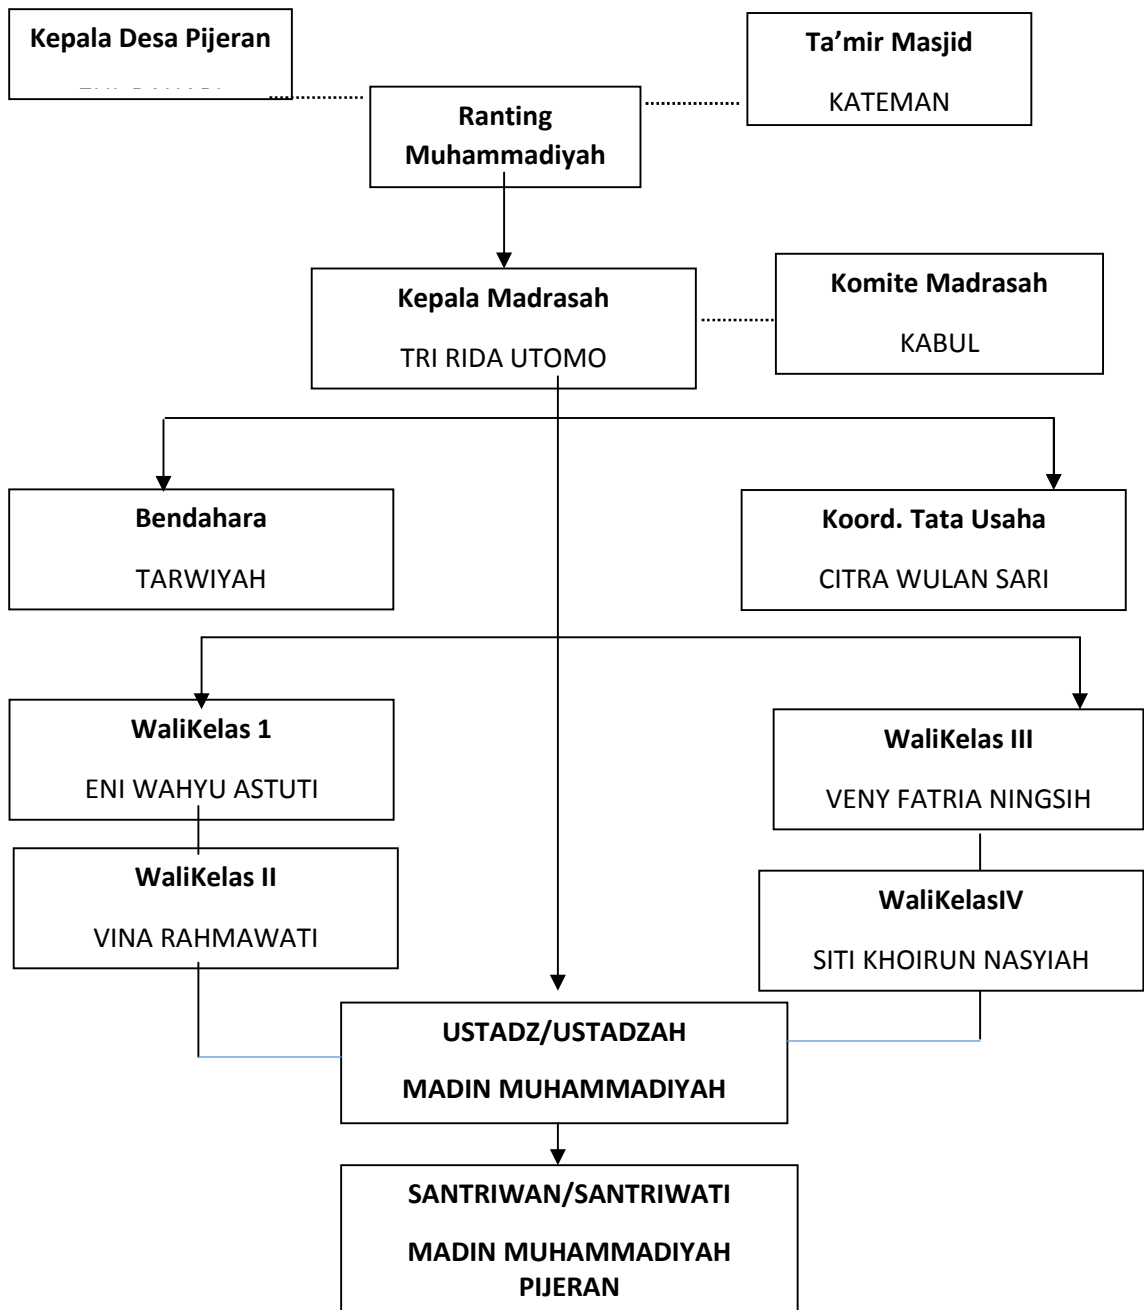 Kepala Desa Pijeran
Ta’mir Masjid
KATEMAN
Ranting
Muhammadiyah
Kepala Madrasah
TRI RIDA UTOMO
Komite Madrasah
KABUL
Bendahara
TARWIYAH
Koord. Tata Usaha
CITRA WULAN SARI
WaliKelas 1
ENI WAHYU ASTUTI
WaliKelas III
VENY FATRIA NINGSIH
WaliKelas II
VINA RAHMAWATI
WaliKelasIV
SITI KHOIRUN NASYIAH
USTADZ/USTADZAH
MADIN MUHAMMADIYAH
SANTRIWAN/SANTRIWATI
MADIN MUHAMMADIYAH
PIJERAN